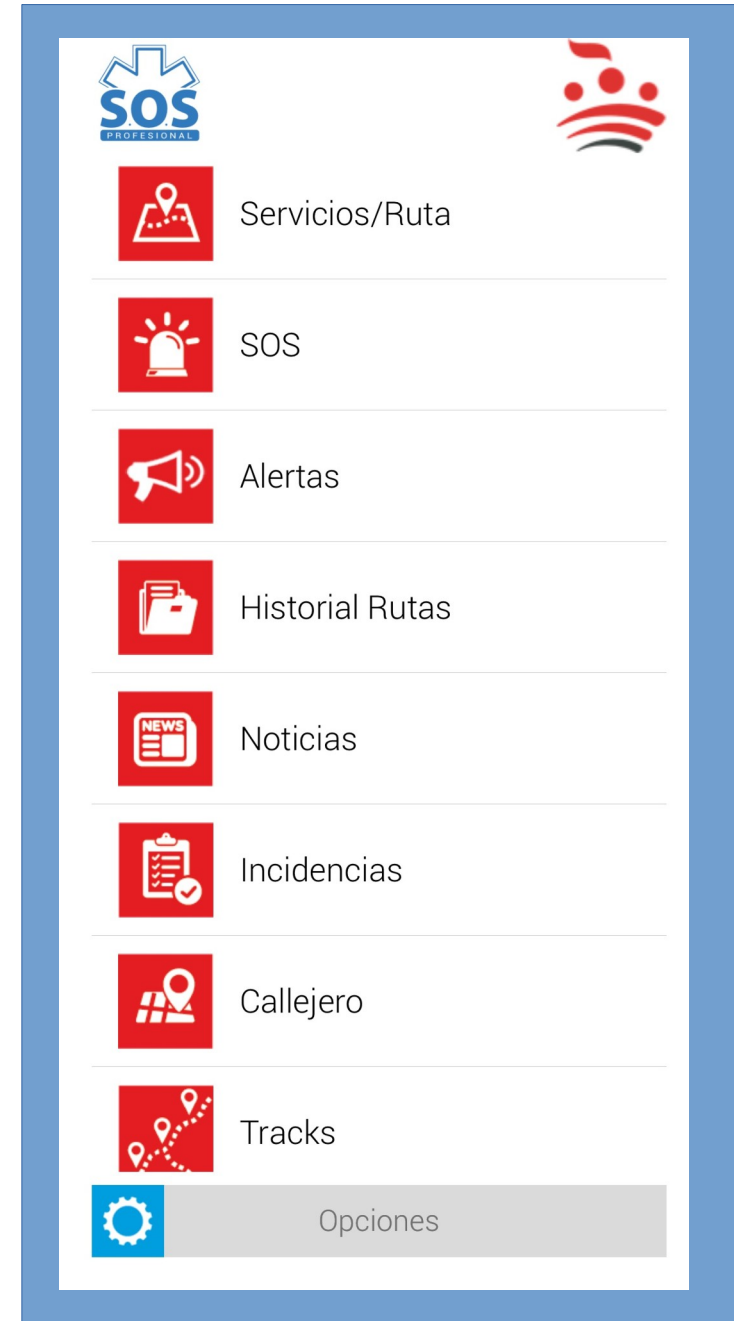 S.O.S
PROFESIONAL
Servicios/Ruta
SOS
Alertas
Historial Rutas
NEWS
Noticias
Incidencias
Callejero
Tracks
Opciones